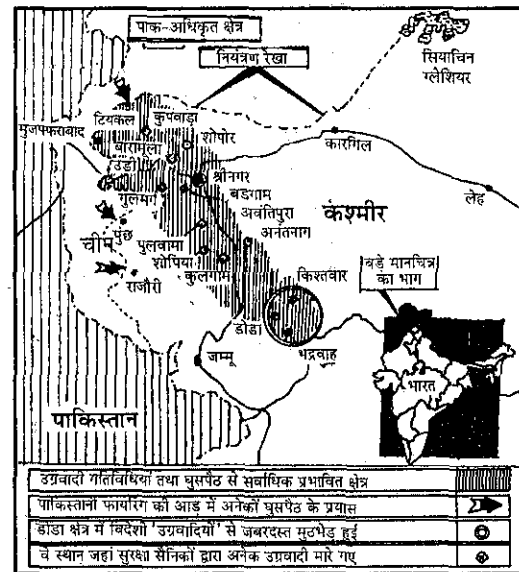 पाक-अधिकृत क्षेत्र
नियंत्रण रेखा
सियाचिन
ग्लेशियर
टियकल
कुपवाड़ा
मुजफ्फराबाद
शोपोर
कारगिल
बारामूला
उड़ी
श्रीनगर
गुलमर्ग
बडगाम
लेह
अवंतिपुरा
कश्मीर
अनंतनाग
पुंछ
पुलवामा
शोपिया
कुलगाम
किश्तवार
बड़े मानचित्र
का भाग
राजौरी
डोडा
जम्मू
भद्रवाह
भारत
पाकिस्तान
उग्रवादी गतिविधियों तथा घुसपैठ से सर्वाधिक प्रभावित क्षेत्र
पाकिस्तानी फायरिंग की आड़ में अनेकों घुसपैठ के प्रयास
डोडा क्षेत्र में विदेशी 'उग्रवादियों' से जबरदस्त मुठभेड़ हुई
वे स्थान जहां सुरक्षा सैनिकों द्वारा अनेक उग्रवादी मारे गए